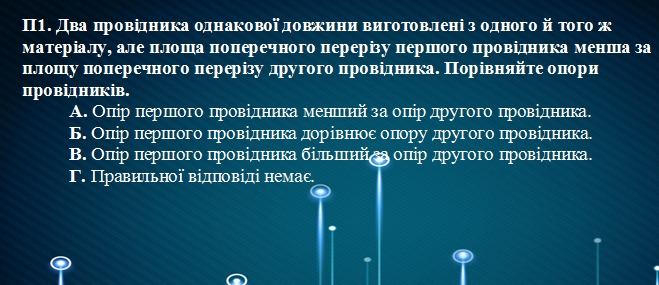 П1. Два провідника однакової довжини виготовлені з одного й того ж
матеріалу, але площа поперечного перерізу першого провідника менша за
площу поперечного перерізу другого провідника. Порівняйте опори
провідників.
А. Опір першого провідника менший за опір другого провідника.
Б. Опір першого провідника дорівнює опору другого провідника.
В. Опір першого провідника більший за опір другого провідника.
Г. Правильної відповіді немає.